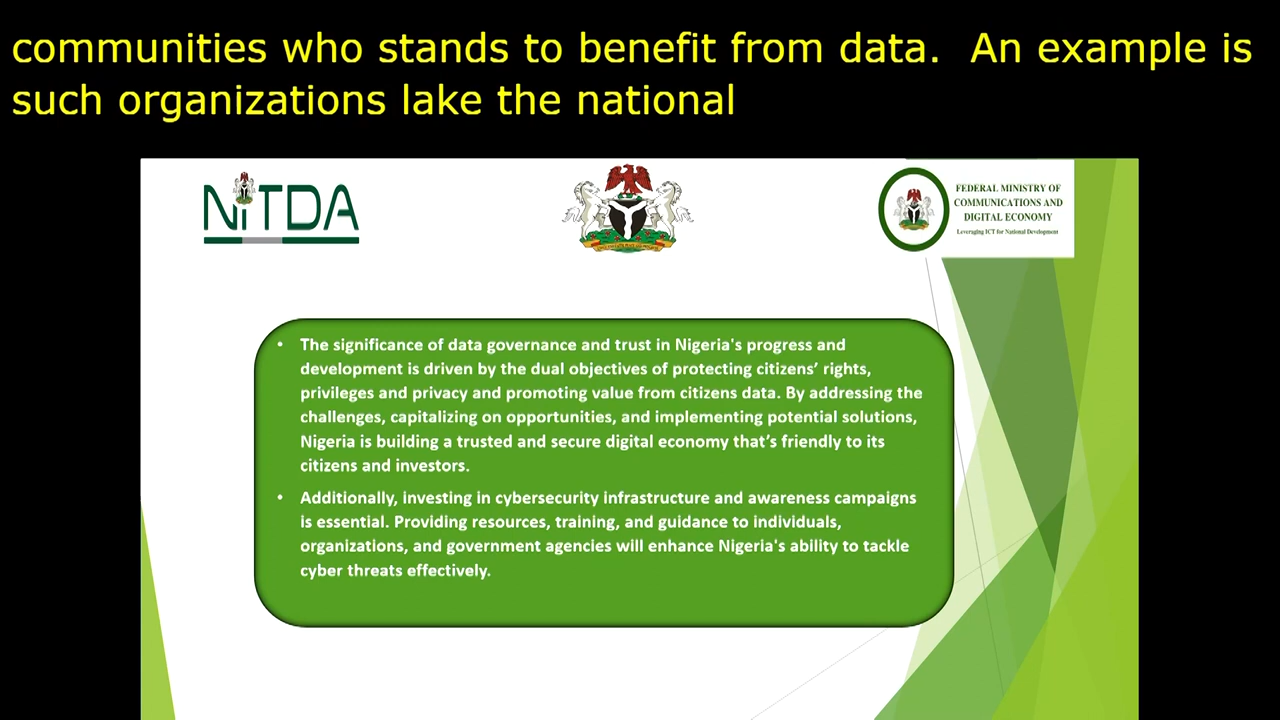 communities who stands to benefit from data.  An example is
such organizations lake the national
NiTDA
FEDERAL MINISTRY OF
COMMUNICATIONS AND
DIGITAL ECONOMY
Leveraging ICT for National Development
• The significance of data governance and trust in Nigeria's progress and
development is driven by the dual objectives of protecting citizens’ rights,
privileges and privacy and promoting value from citizens data. By addressing the
challenges, capitalizing on opportunities, and implementing potential solutions,
Nigeria is building a trusted and secure digital economy that’s friendly to its
citizens and investors.
• Additionally, investing in cybersecurity infrastructure and awareness campaigns
is essential. Providing resources, training, and guidance to individuals,
organizations, and government agencies will enhance Nigeria's ability to tackle
cyber threats effectively.